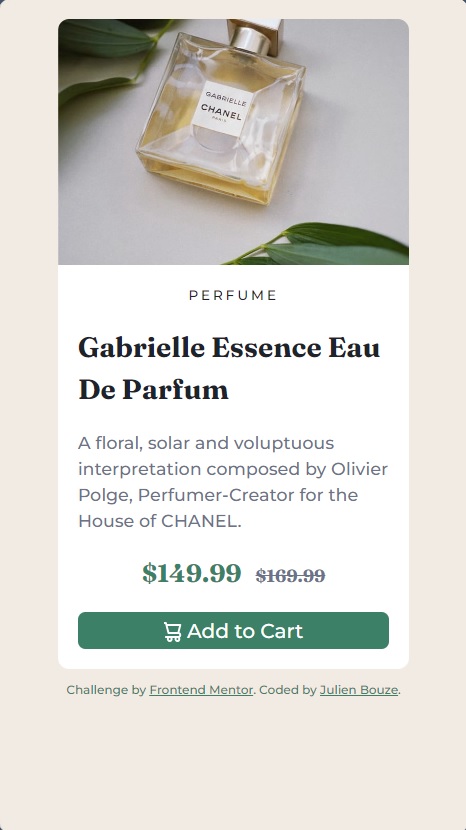 GABRIELLE
CHANEL
PARIS
PERFUME
Gabrielle Essence Eau
De Parfum
A floral, solar and voluptuous
interpretation composed by Olivier
Polge, Perfumer-Creator for the
House of CHANEL.
$149.99 $169.99
Add to Cart
Challenge by Frontend Mentor. Coded by Julien Bouze.